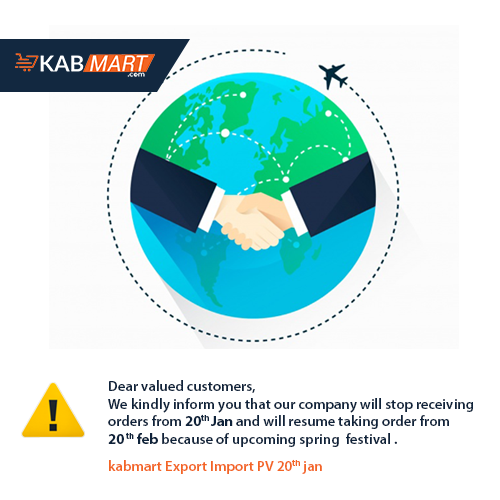 KABMART
.com
Dear valued customers,
We kindly inform you that our company will stop receiving
orders from 20th Jan and will resume taking order from
20th feb because of upcoming spring festival .
kabmart Export Import PV 20th jan